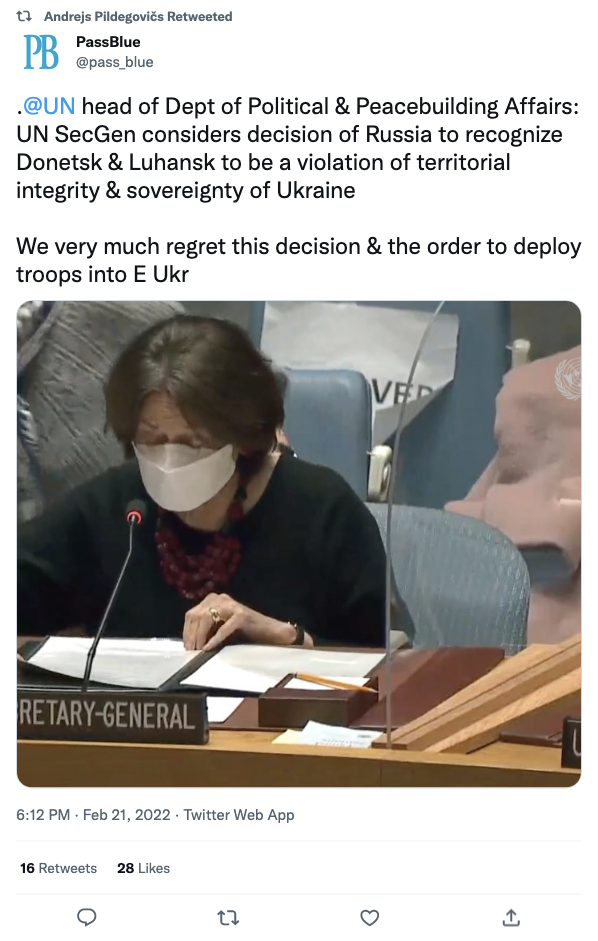 Andrejs Pildegovičs Retweeted
PB
PassBlue
@pass_blue
.@UN head of Dept of Political & Peacebuilding Affairs:
UN SecGen considers decision of Russia to recognize
Donetsk & Luhansk to be a violation of territorial
integrity & sovereignty of Ukraine
We very much regret this decision & the order to deploy
troops into E Ukr
VER
RETARY-GENERAL
6:12 PM · Feb 21, 2022 · Twitter Web App
16 Retweets 28 Likes